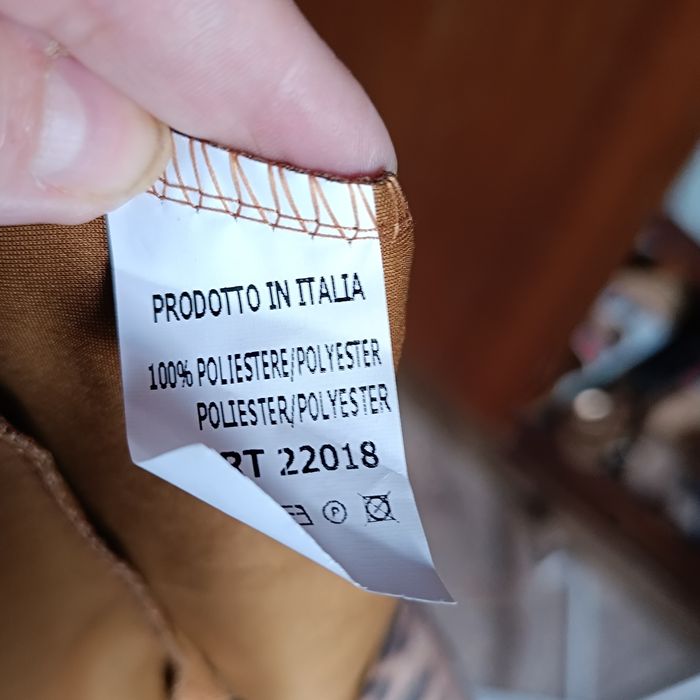 PRODOTTO IN ITALIA
100% POLIESTERE/POLYESTER
POLIESTER/POLYESTER
RT 22018
P